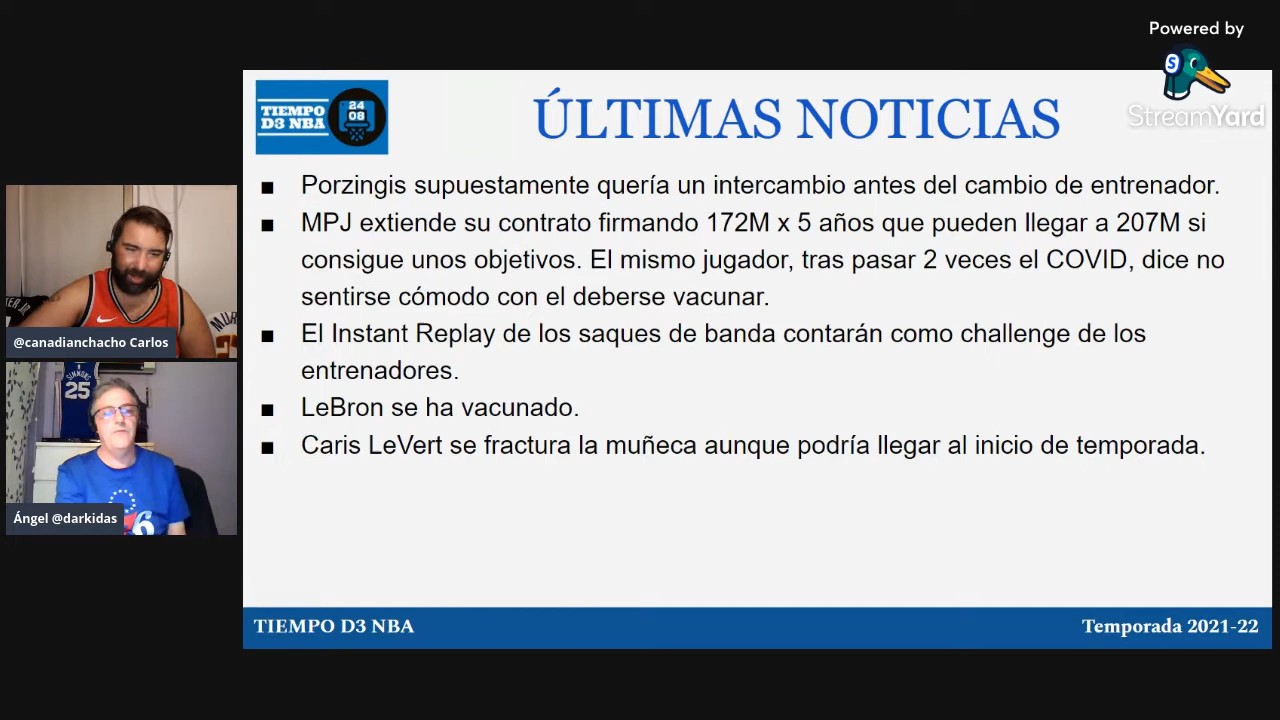 Powered by
StreamYard
TIEMPO
D3 NBA
24
08
ÚLTIMAS NOTICIAS
■ Porzingis supuestamente quería un intercambio antes del cambio de entrenador.
■ MPJ extiende su contrato firmando 172M x 5 años que pueden llegar a 207M si
consigue unos objetivos. El mismo jugador, tras pasar 2 veces el COVID, dice no
sentirse cómodo con el deberse vacunar.
■ El Instant Replay de los saques de banda contarán como challenge de los
entrenadores.
■ LeBron se ha vacunado.
■ Caris LeVert se fractura la muñeca aunque podría llegar al inicio de temporada.
@canadianchacho Carlos
SIMMONS
25
Ángel @darkidas
TIEMPO D3 NBA
Temporada 2021-22